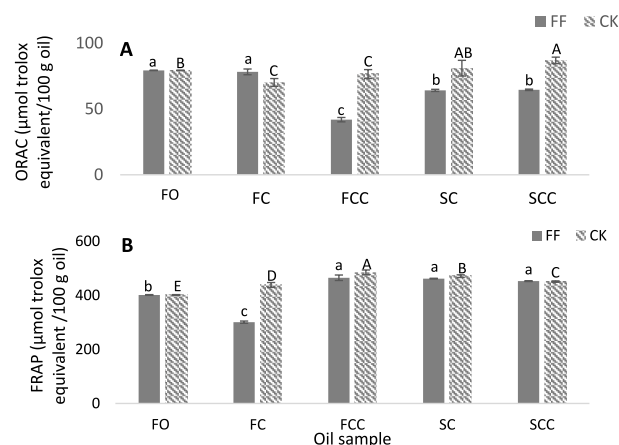 FF CK
A
ORAC (µmol trolox
equivalent/100 g oil)
100
50
0
a B
a C
c C
b AB
b A
FO FC FCC SC SCC
B
FF CK
FRAP (µmol trolox
equivalent /100 g oil)
600
400
200
0
b E
c D
a A
a B
a C
FO FC FCC SC SCC
Oil sample